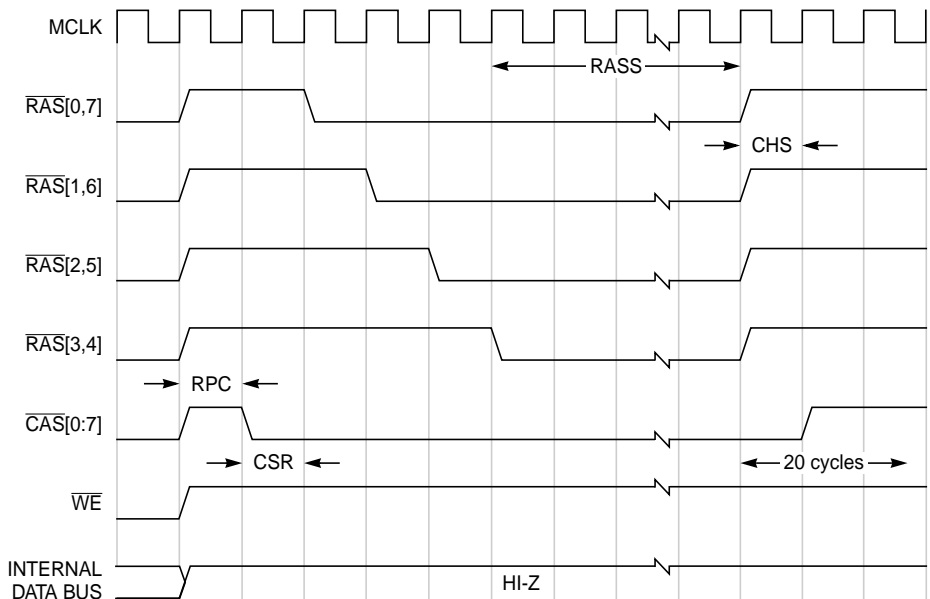 MCLK
RASS
RAS[0,7]
CHS
RAS[1,6]
RAS[2,5]
RAS[3,4]
RPC
CAS[0:7]
CSR
20 cycles
WE
INTERNAL
DATA BUS
HI-Z